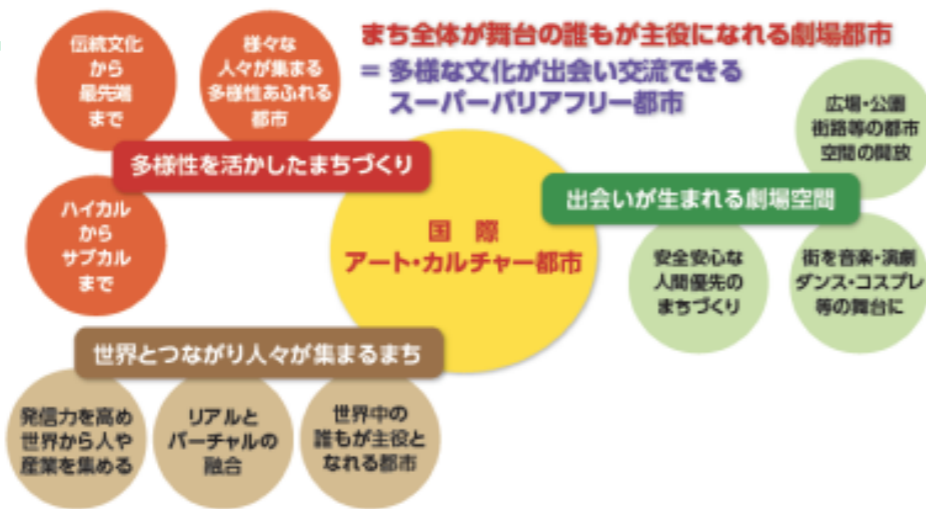 まち全体が舞台の誰もが主役になれる劇場都市
= 多様な文化が出会い交流できる
スーパーバリアフリー都市
伝統文化
から
最先端
まで
様々な
人々が集まる
多様性あふれる
都市
多様性を活かしたまちづくり
ハイカル
から
サブカル
まで
国 際
アート・カルチャー都市
広場・公園
街路等の都市
空間の開放
出会いが生まれる劇場空間
安全安心な
人間優先の
まちづくり
街を音楽・演劇
ダンス・コスプレ
等の舞台に
世界とつながり人々が集まるまち
発信力を高め
世界から人や
産業を集める
リアルと
バーチャルの
融合
世界中の
誰もが主役と
なれる都市